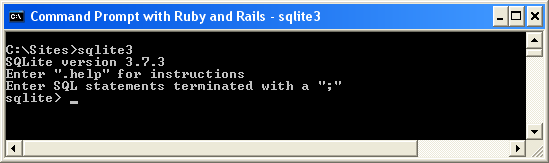 Command Prompt with Ruby and Rails - sqlite3
C:\Sites>sqlite3
SQLite version 3.7.3
Enter ".help" for instructions
Enter SQL statements terminated with a ";"
sqlite> _